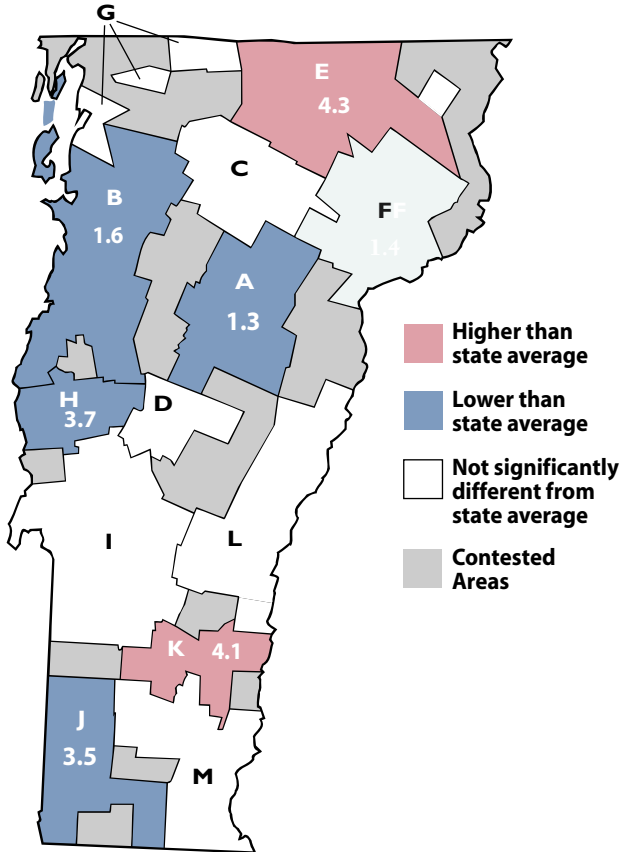 G
E
4.3
C
B
1.6
FF
1.4
A
1.3
H
3.7
D
I
L
K 4.1
J
3.5
M
Higher than
state average
Lower than
state average
Not significantly
different from
state average
Contested
Areas